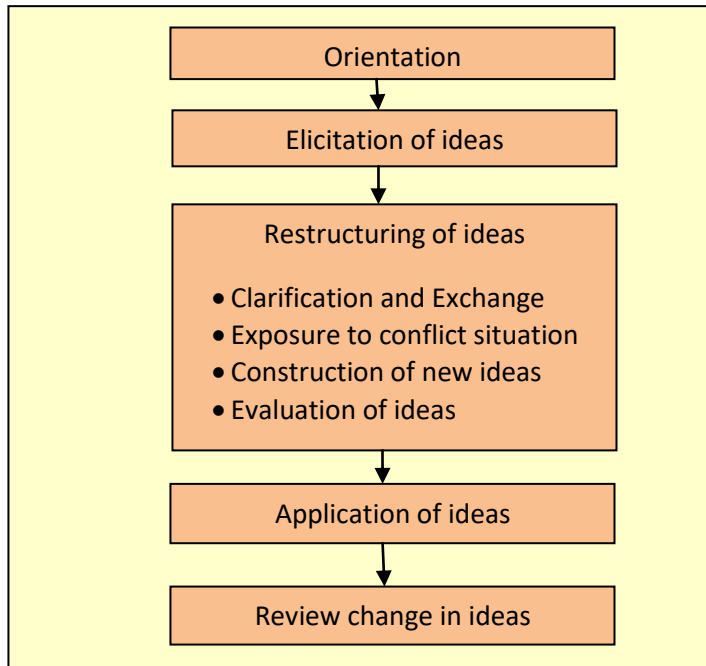 Orientation
Elicitation of ideas
Restructuring of ideas
• Clarification and Exchange
• Exposure to conflict situation
• Construction of new ideas
• Evaluation of ideas
Application of ideas
Review change in ideas